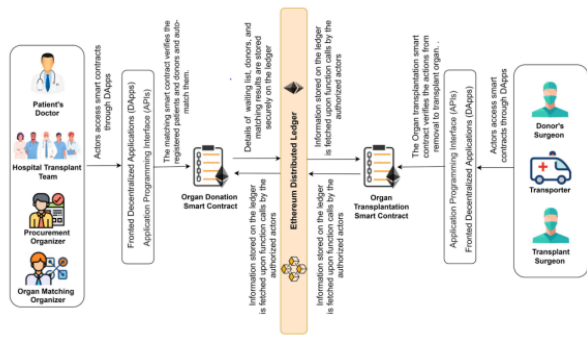 Patient's
Doctor
Hospital Transplant
Team
Procurement
Organizer
Organ Matching
Organizer
Actors access smart contracts
through DApps
Fronted Decentralized Applications (DApps)
Application Programming Interface (APIs)
The matching smart contract verifies the
registered patients and donors and auto-
match them.
Organ Donation
Smart Contract
Details of waiting list, donors, and
matching results are stored
securely on the ledger
Information stored on the ledger
is fetched upon function calls by the
authorized actors
Ethereum Distributed Ledger
Information stored on the ledger
is fetched upon function calls by the
authorized actors
Information stored on the ledger
is fetched upon function calls by the
authorized actors
Organ
Transplantation
Smart Contract
The Organ transplantation smart
contract verifies the actions from
removal to transplant organ. .
Application Programming Interface (APIs)
Fronted Decentralized Applications (DApps)
Actors access smart
contracts through DApps
Donor's
Surgeon
Transporter
Transplant
Surgeon